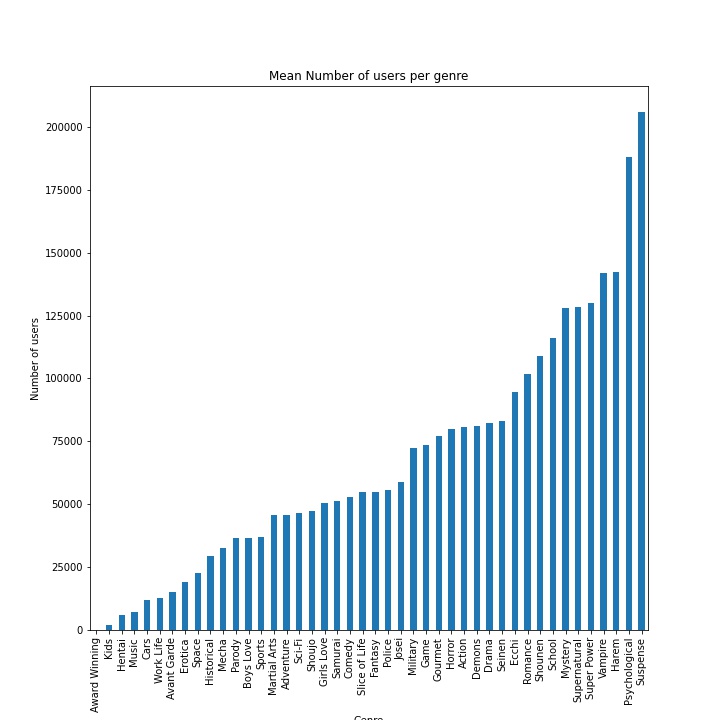 Mean Number of users per genre
Number of users
200000
175000
150000
125000
100000
75000
50000
25000
0
Award Winning
Kids
Hentai
Music
Cars
Work Life
Avant Garde
Erotica
Space
Historical
Mecha
Parody
Boys Love
Sports
Martial Arts
Adventure
Sci-Fi
Shoujo
Girls Love
Samurai
Comedy
Slice of Life
Fantasy
Police
Josei
Military
Game
Gourmet
Horror
Action
Demons
Drama
Seinen
Ecchi
Romance
Shounen
School
Mystery
Supernatural
Super Power
Vampire
Harem
Psychological
Suspense
Genre